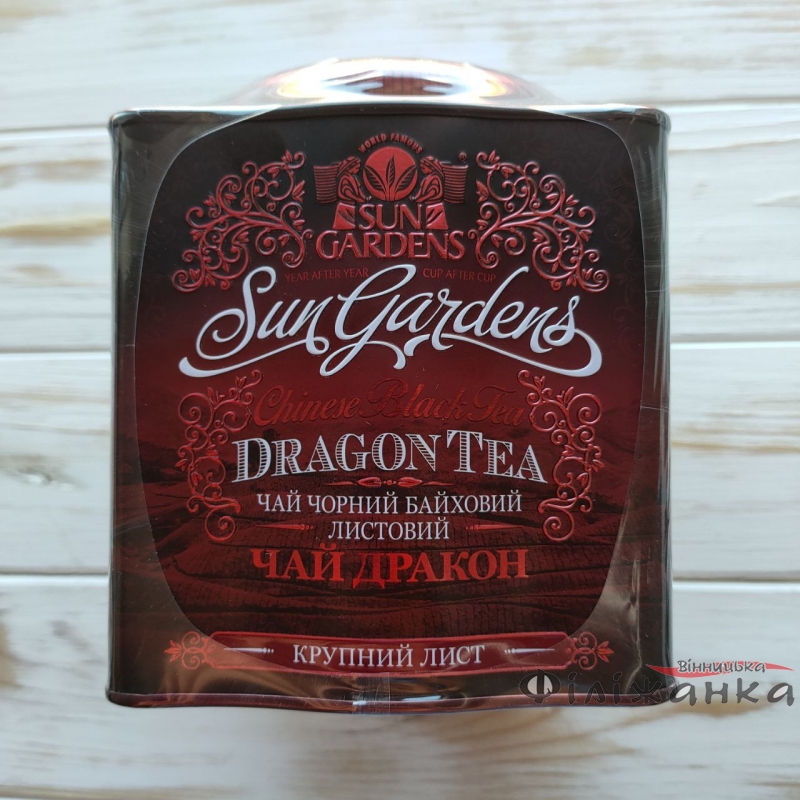 WORLD FAMOUS
SUN
GARDENS
YEAR AFTER YEAR CUP AFTER CUP
Sun Gardens
Chinese Black Tea
DRAGON TEA
ЧАЙ ЧОРНИЙ БАЙХОВИЙ
ЛИСТОВИЙ
ЧАЙ ДРАКОН
КРУПНИЙ ЛИСТ
Вінницька
Філіжанка